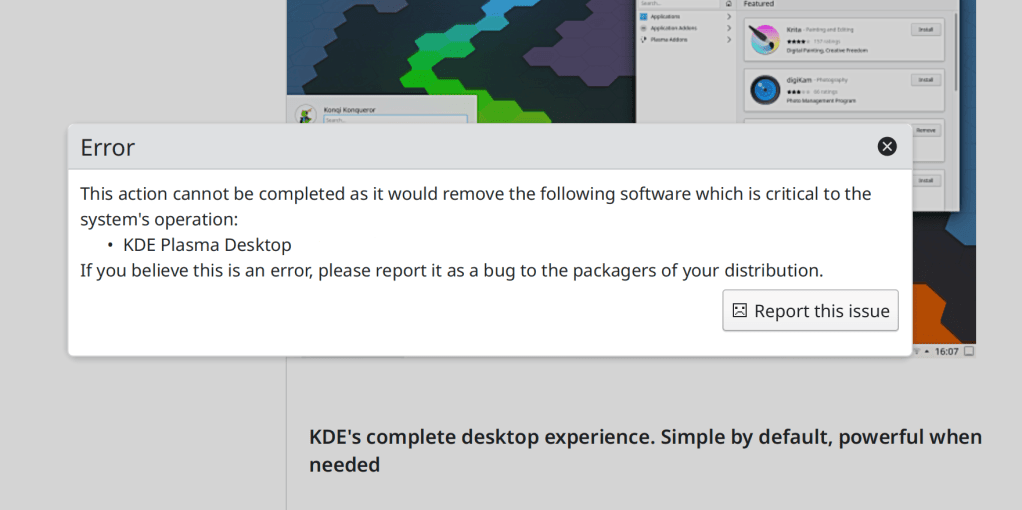 Search...
Featured
Applications
Application Addons
Plasma Addons
Krita - Painting and Editing
Install
Digital Painting, Creative Freedom
digiKam - Photography
Install
Photo Management Program
Konqi Konqueror
Search...
Remove
Install
Error
This action cannot be completed as it would remove the following software which is critical to the
system's operation:
• KDE Plasma Desktop
If you believe this is an error, please report it as a bug to the packagers of your distribution.
Report this issue
16:07
KDE's complete desktop experience. Simple by default, powerful when
needed